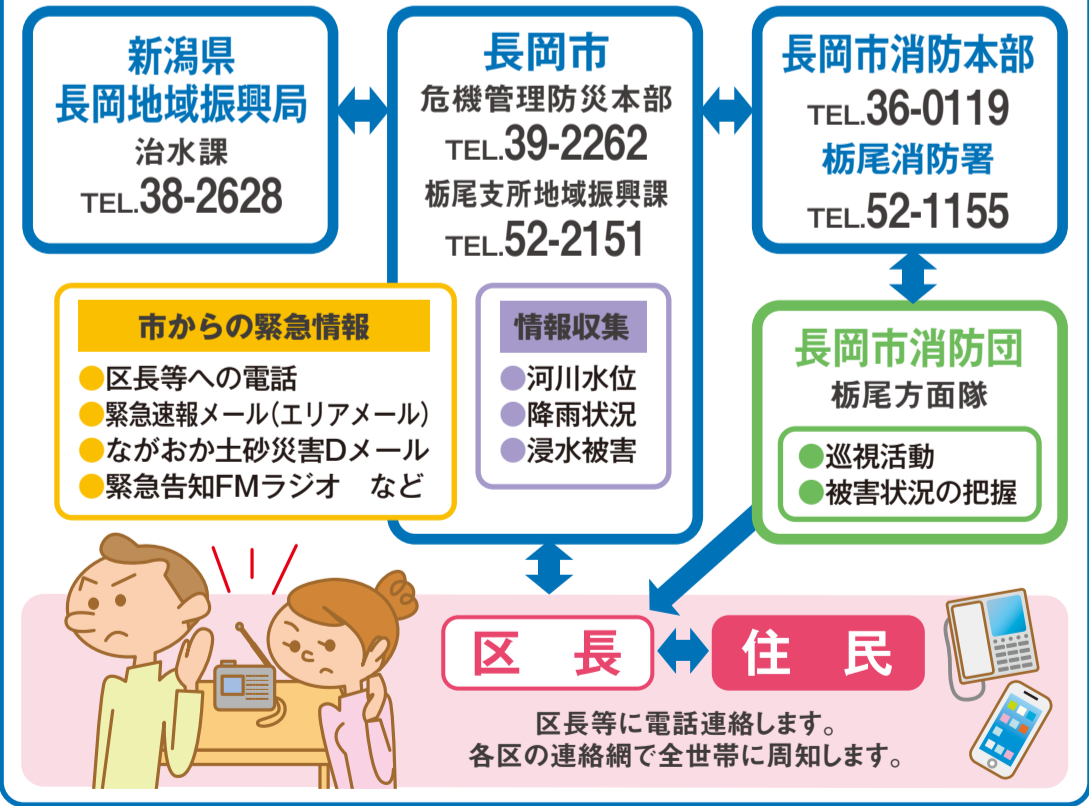 新潟県
長岡地域振興局
治水課
TEL.38-2628
長岡市
危機管理防災本部
TEL.39-2262
栃尾支所地域振興課
TEL.52-2151
長岡市消防本部
TEL.36-0119
栃尾消防署
TEL.52-1155
市からの緊急情報
●区長等への電話
●緊急速報メール(エリアメール)
●ながおか土砂災害Dメール
●緊急告知FMラジオ　など
情報収集
●河川水位
●降雨状況
●浸水被害
長岡市消防団
栃尾方面隊
●巡視活動
●被害状況の把握
区　長
住　民
区長等に電話連絡します。
各区の連絡網で全世帯に周知します。